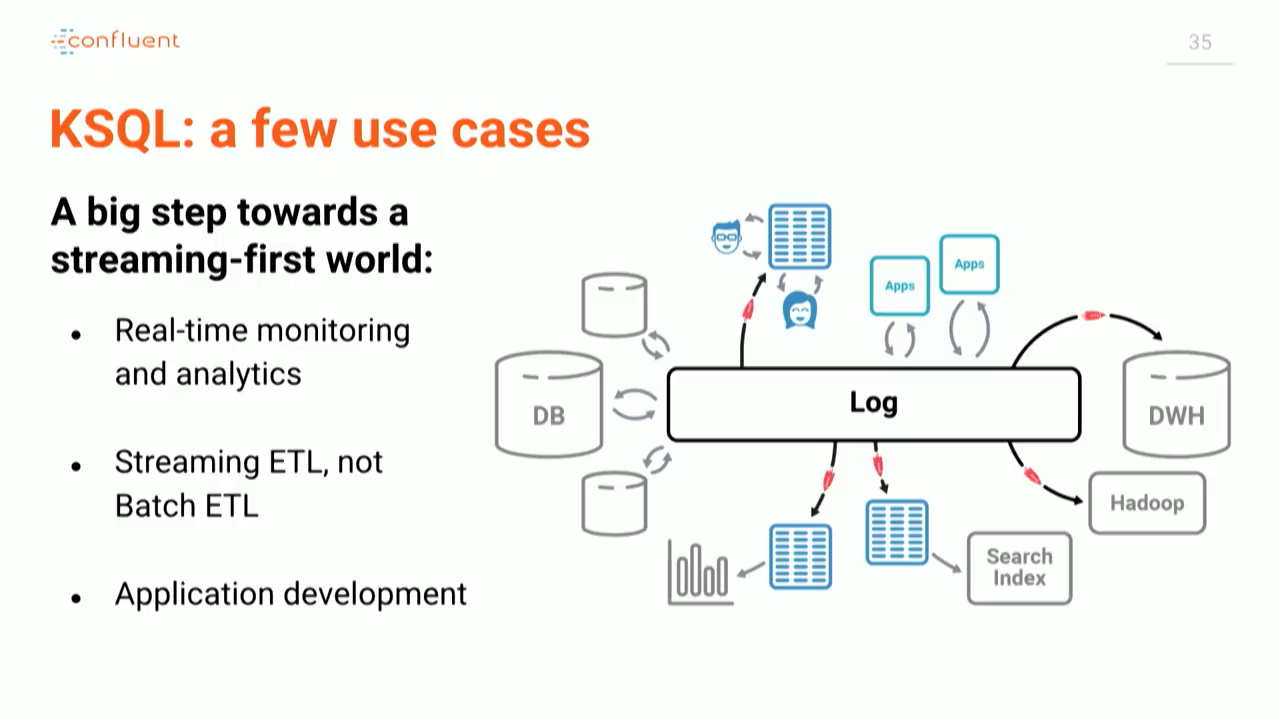 confluent
35
KSQL: a few use cases
A big step towards a
streaming-first world:
• Real-time monitoring
and analytics
• Streaming ETL, not
Batch ETL
• Application development
Apps
Apps
DB
Log
DWH
Hadoop
Search
Index